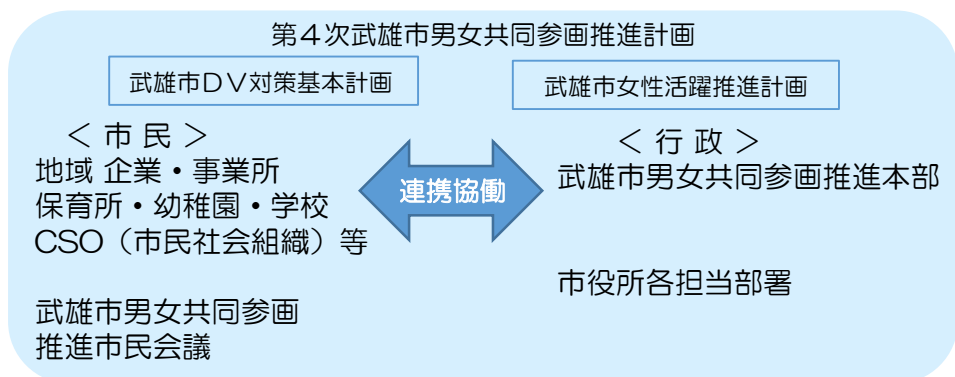 第4次武雄市男女共同参画推進計画
武雄市DV対策基本計画
武雄市女性活躍推進計画
＜ 市 民 ＞
地域 企業・事業所
保育所・幼稚園・学校
CSO（市民社会組織）等
武雄市男女共同参画
推進市民会議
連携協働
＜ 行 政 ＞
武雄市男女共同参画推進本部
市役所各担当部署